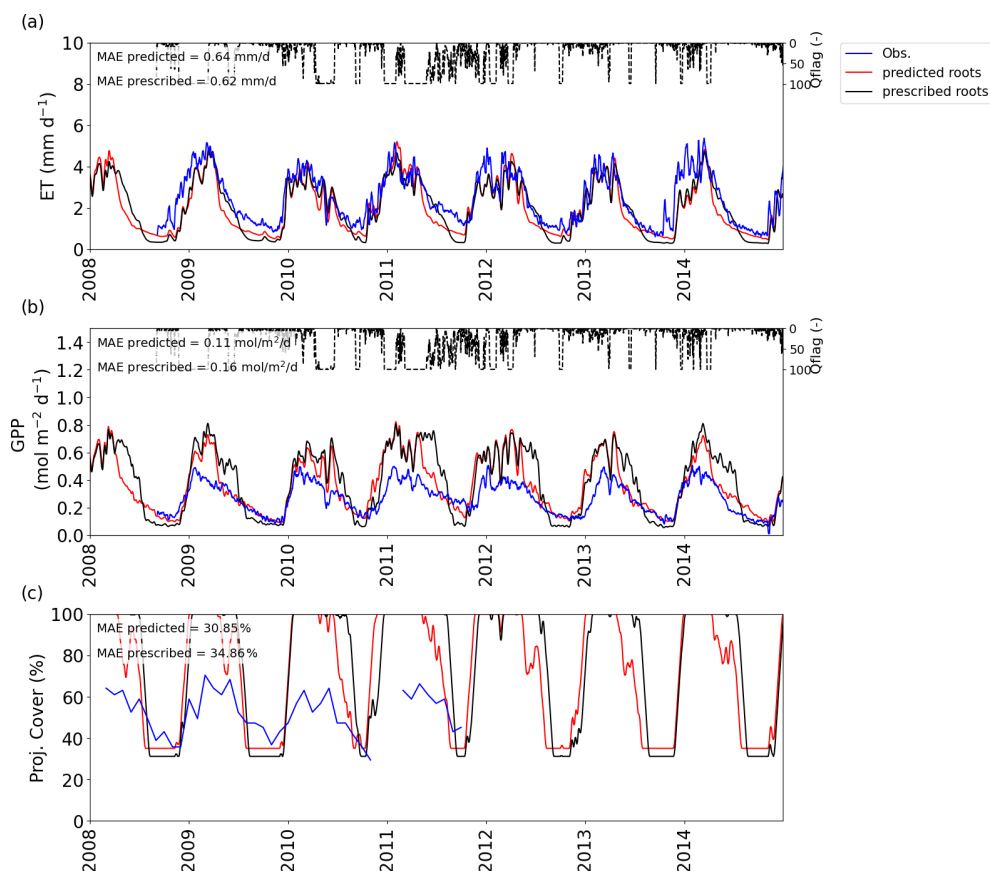 (a)
10
8
6
4
2
0
ET (mm d⁻¹)
MAE predicted = 0.64 mm/d
MAE prescribed = 0.62 mm/d
0
50
100
Qflag (-)
Obs.
predicted roots
prescribed roots
2008
2009
2010
2011
2012
2013
2014
(b)
1.4
1.2
1.0
0.8
0.6
0.4
0.2
0.0
GPP
(mol m⁻² d⁻¹)
MAE predicted = 0.11 mol/m²/d
MAE prescribed = 0.16 mol/m²/d
0
50
100
Qflag (-)
2008
2009
2010
2011
2012
2013
2014
(c)
100
80
60
40
20
0
Proj. Cover (%)
MAE predicted = 30.85%
MAE prescribed = 34.86%
2008
2009
2010
2011
2012
2013
2014